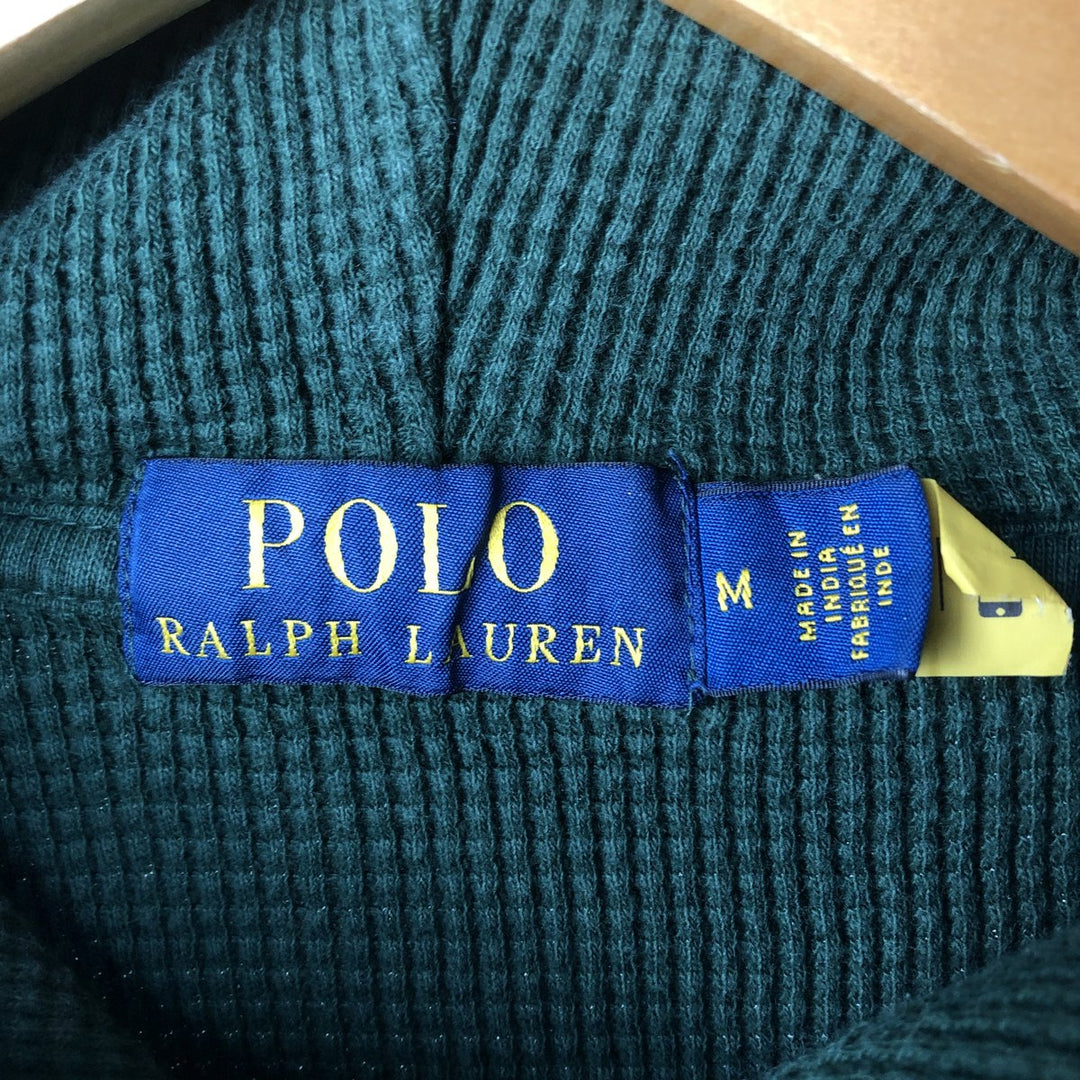 POLO
RALPH LAUREN
M
MADE IN
INDIA
FABRIQUÉ EN
INDE